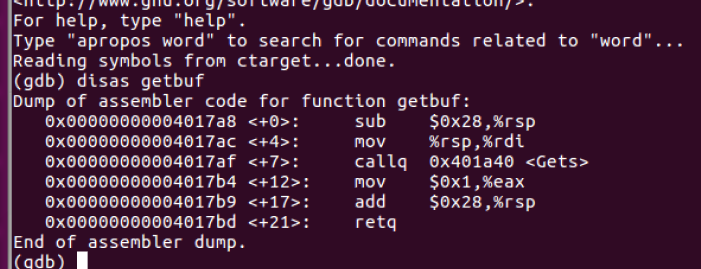 <http://www.gnu.org/software/gdb/documentation/>.
For help, type "help".
Type "apropos word" to search for commands related to "word"...
Reading symbols from ctarget...done.
(gdb) disas getbuf
Dump of assembler code for function getbuf:
   0x00000000004017a8 <+0>:	sub    $0x28,%rsp
   0x00000000004017ac <+4>:	mov    %rsp,%rdi
   0x00000000004017af <+7>:	callq  0x401a40 <Gets>
   0x00000000004017b4 <+12>:	mov    $0x1,%eax
   0x00000000004017b9 <+17>:	add    $0x28,%rsp
   0x00000000004017bd <+21>:	retq
End of assembler dump.
(gdb)